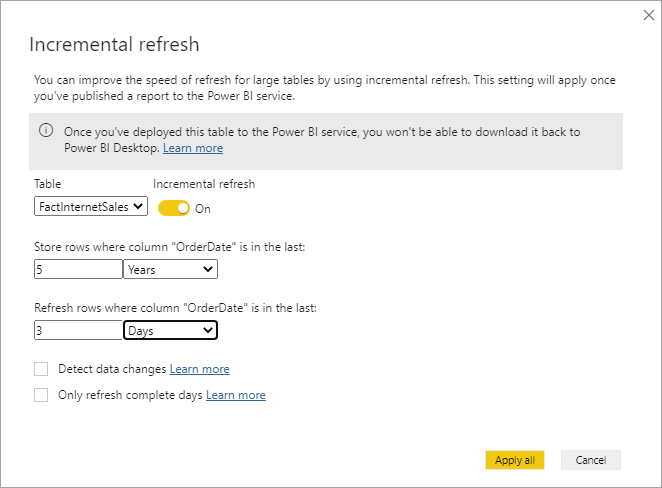 Incremental refresh
You can improve the speed of refresh for large tables by using incremental refresh. This setting will apply once
you've published a report to the Power BI service.
Once you've deployed this table to the Power BI service, you won't be able to download it back to
Power BI Desktop. Learn more
Table Incremental refresh
FactInternetSales On
Store rows where column "OrderDate" is in the last:
5 Years
Refresh rows where column "OrderDate" is in the last:
3 Days
Detect data changes Learn more
Only refresh complete days Learn more
Apply all Cancel